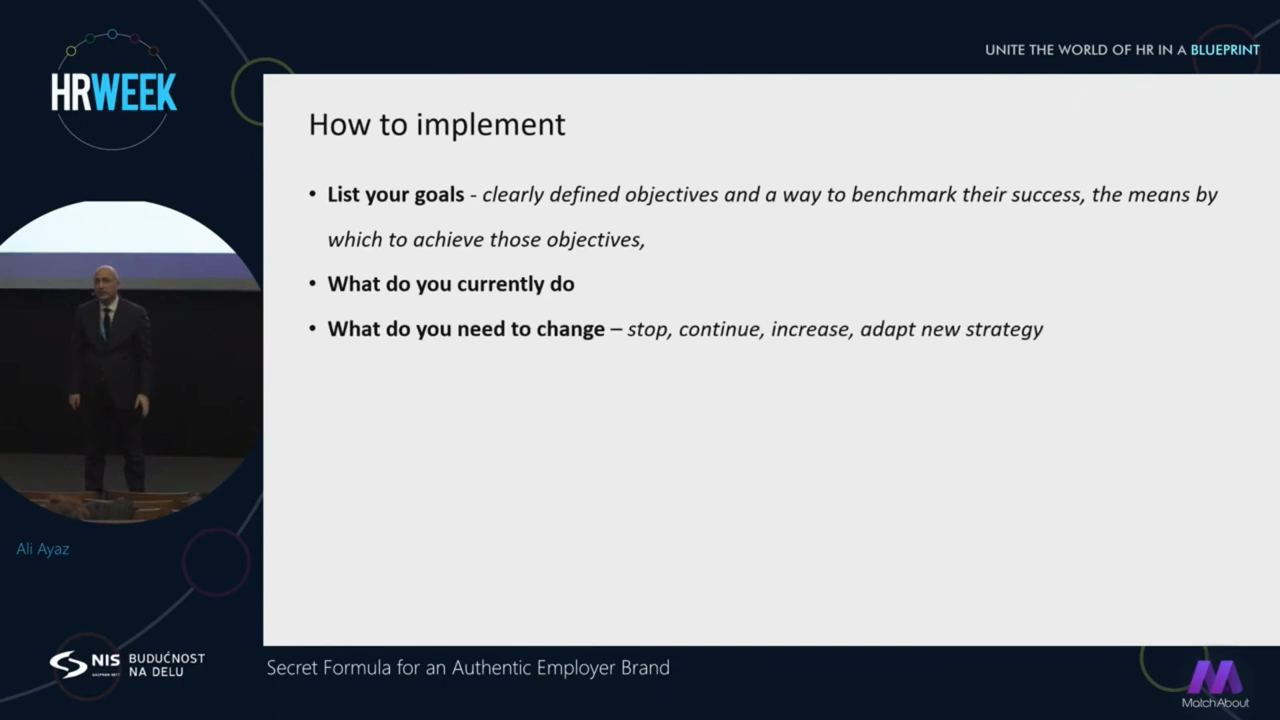 UNITE THE WORLD OF HR IN A BLUEPRINT
HRWEEK
How to implement
• List your goals - clearly defined objectives and a way to benchmark their success, the means by
which to achieve those objectives,
• What do you currently do
• What do you need to change – stop, continue, increase, adapt new strategy
Ali Ayaz
NIS
BUDUĆNOST
NA DELU
Secret Formula for an Authentic Employer Brand
MatchAbout